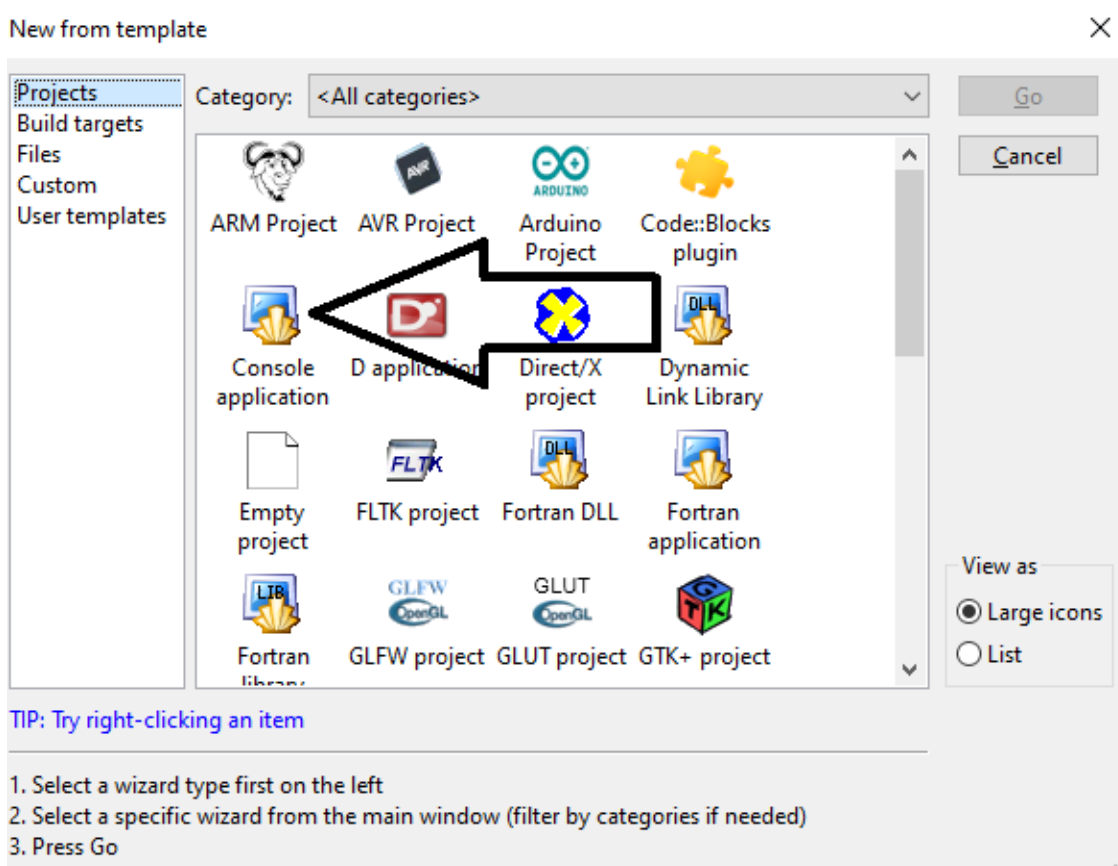 New from template
Projects
Build targets
Files
Custom
User templates
Category: <All categories>
Go
Cancel
AVR
ARDUINO
ARM Project AVR Project Arduino Project Code::Blocks plugin
DLL
Console application D application Direct/X project Dynamic Link Library
FLTK
DLL
Empty project FLTK project Fortran DLL Fortran application
LIB
GLFW
OpenGL
GLUT
OpenGL
GTK
Fortran library GLFW project GLUT project GTK+ project
View as
Large icons
List
TIP: Try right-clicking an item
1. Select a wizard type first on the left
2. Select a specific wizard from the main window (filter by categories if needed)
3. Press Go